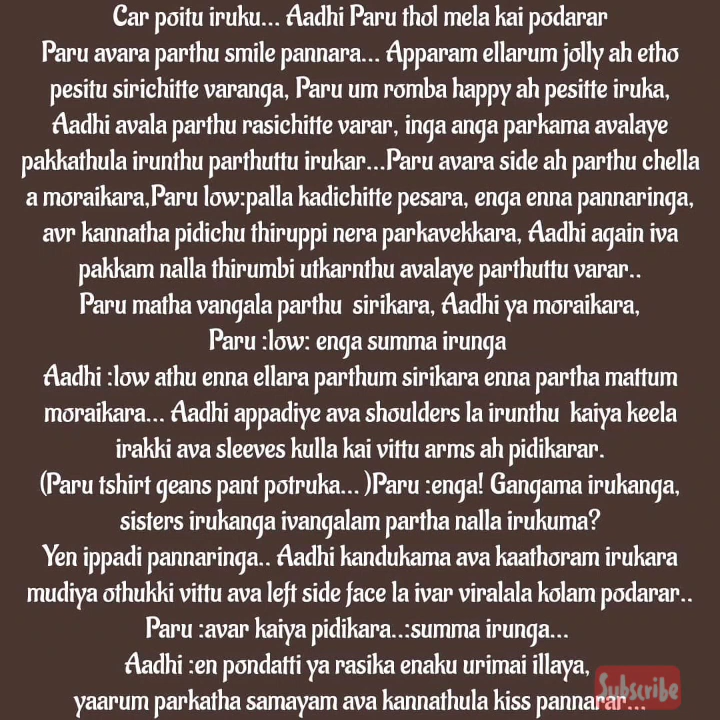 Car poitu iruku... Aadhi Paru thol mela kai podarar
Paru avara parthu smile pannara... Apparam ellarum jolly ah etho
pesitu sirichitte varanga, Paru um romba happy ah pesitte iruka,
Aadhi avala parthu rasichitte varar, inga anga parkama avalaye
pakkathula irunthu parthuttu irukar...Paru avara side ah parthu chella
a moraikara,Paru low:palla kadichitte pesara, enga enna pannaringa,
avr kannatha pidichu thiruppi nera parkavekkara, Aadhi again iva
pakkam nalla thirumbi utkarnthu avalaye parthuttu varar..
Paru matha vangala parthu sirikara, Aadhi ya moraikara,
Paru :low: enga summa irunga
Aadhi :low athu enna ellara parthum sirikara enna partha mattum
moraikara... Aadhi appadiye ava shoulders la irunthu kaiya keela
irakki ava sleeves kulla kai vittu arms ah pidikarar.
(Paru tshirt geans pant potruka... )Paru :enga! Gangama irukanga,
sisters irukanga ivangalam partha nalla irukuma?
Yen ippadi pannaringa.. Aadhi kandukama ava kaathoram irukara
mudiya othukki vittu ava left side face la ivar viralala kolam podarar..
Paru :avar kaiya pidikara..:summa irunga...
Aadhi :en pondatti ya rasika enaku urimai illaya,
yaarum parkatha samayam ava kannathula kiss pannarar...
Subscribe